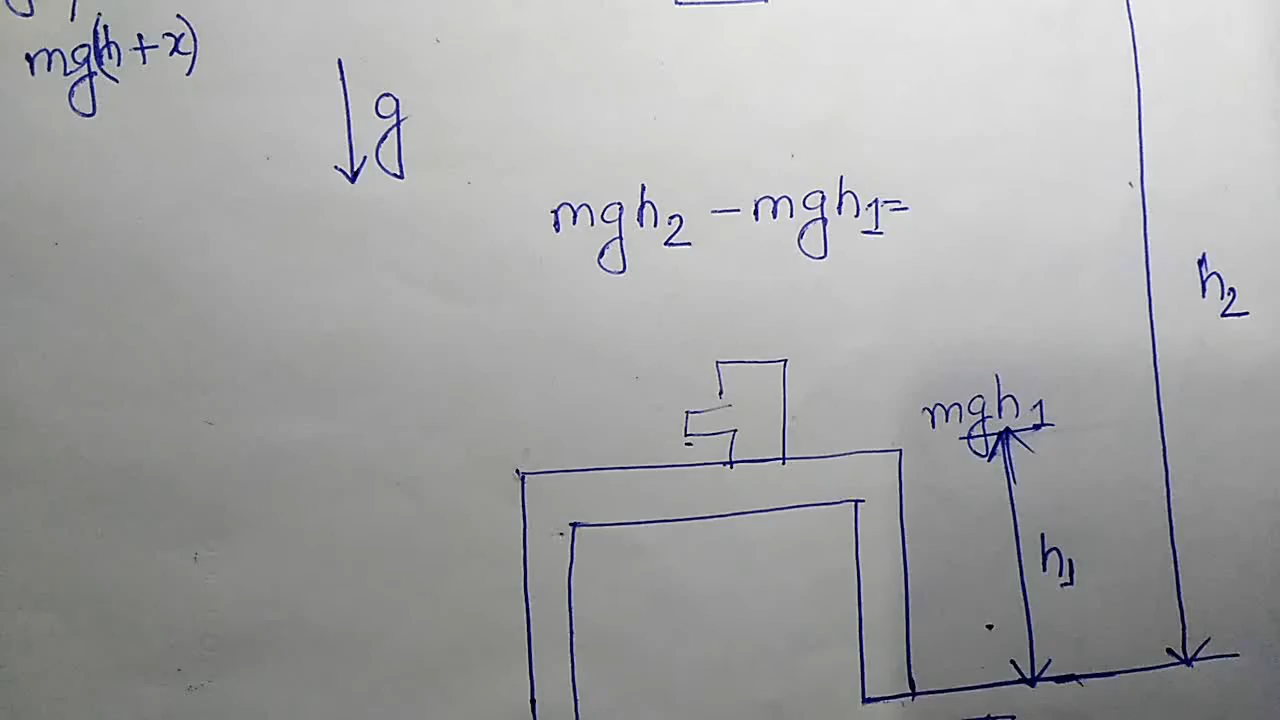 mg(h+x)
g
mgh₂ - mgh₁=
h₂
mgh₁
h₁